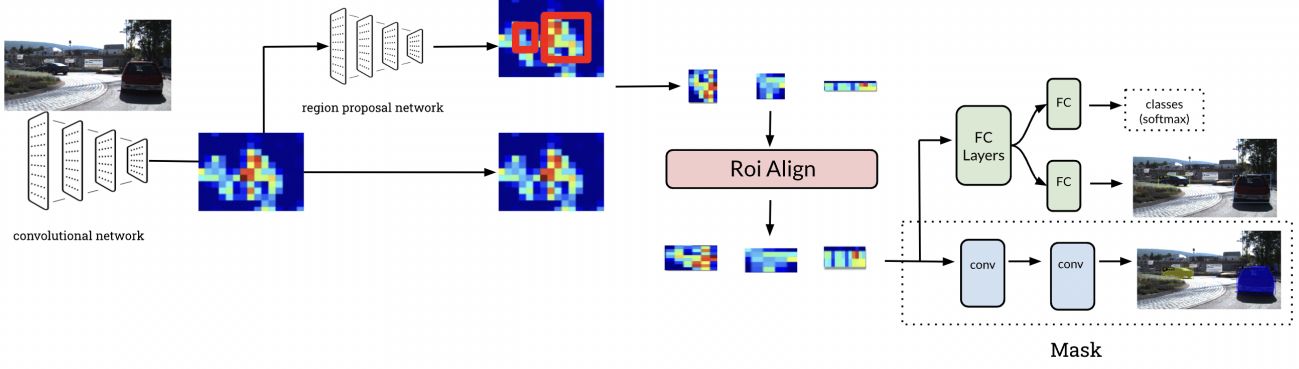 region proposal network
convolutional network
Roi Align
FC
Layers
FC
classes
(softmax)
FC
conv
conv
Mask